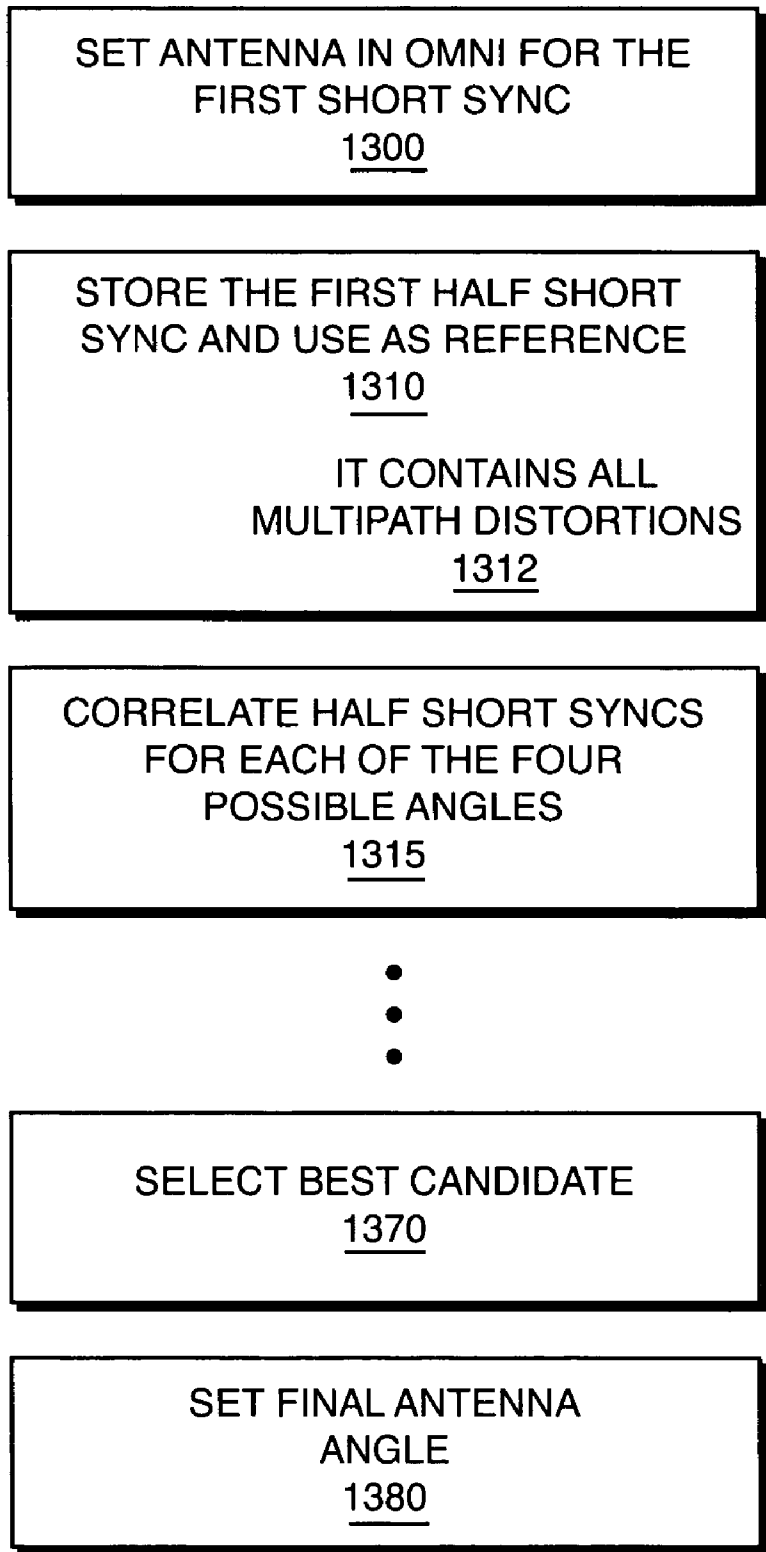 SET ANTENNA IN OMNI FOR THE
FIRST SHORT SYNC
1300
STORE THE FIRST HALF SHORT
SYNC AND USE AS REFERENCE
1310
IT CONTAINS ALL
MULTIPATH DISTORTIONS
1312
CORRELATE HALF SHORT SYNCS
FOR EACH OF THE FOUR
POSSIBLE ANGLES
1315
SELECT BEST CANDIDATE
1370
SET FINAL ANTENNA
ANGLE
1380